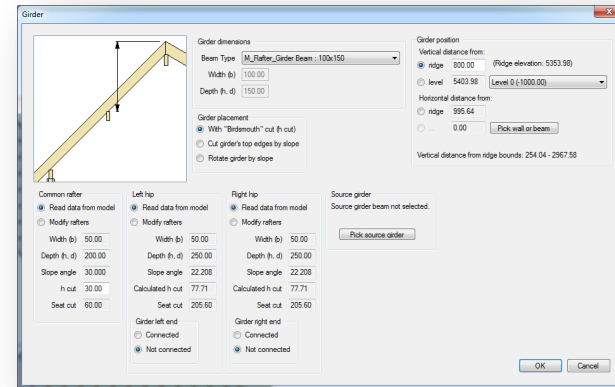 Girder
Girder dimensions
Beam Type M_Rafter_Girder Beam : 100x150
Width (b) 100.00
Depth (h, d) 150.00
Girder placement
With "Birdsmouth" cut (h cut)
Cut girder's top edges by slope
Rotate girder by slope
Girder position
Vertical distance from:
ridge 800.00 (Ridge elevation: 5353.98)
level 5403.98 Level 0 (-1000.00)
Horizontal distance from:
ridge 995.64
... 0.00 Pick wall or beam
Vertical distance from ridge bounds: 254.04 - 2967.58
Common rafter
Read data from model
Modify rafters
Width (b) 50.00
Depth (h, d) 200.00
Slope angle 30.000
h cut 30.00
Seat cut 60.00
Left hip
Read data from model
Modify rafters
Width (b) 50.00
Depth (h, d) 250.00
Slope angle 22.208
Calculated h cut 77.71
Seat cut 205.60
Girder left end
Connected
Not connected
Right hip
Read data from model
Modify rafters
Width (b) 50.00
Depth (h, d) 250.00
Slope angle 22.208
Calculated h cut 77.71
Seat cut 205.60
Girder right end
Connected
Not connected
Source girder
Source girder beam not selected.
Pick source girder
OK Cancel